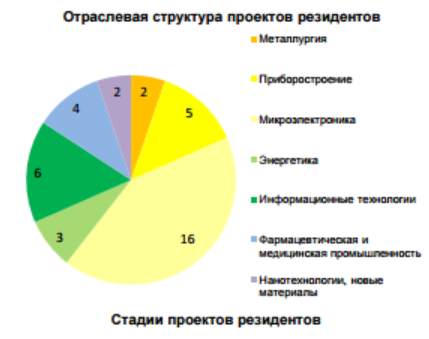 Отраслевая структура проектов резидентов
Металлургия
2
2
5
4
Приборостроение
Микроэлектроника
6
Энергетика
3
16
Информационные технологии
Фармацевтическая и
медицинская промышленность
Нанотехнологии, новые
материалы
Стадии проектов резидентов